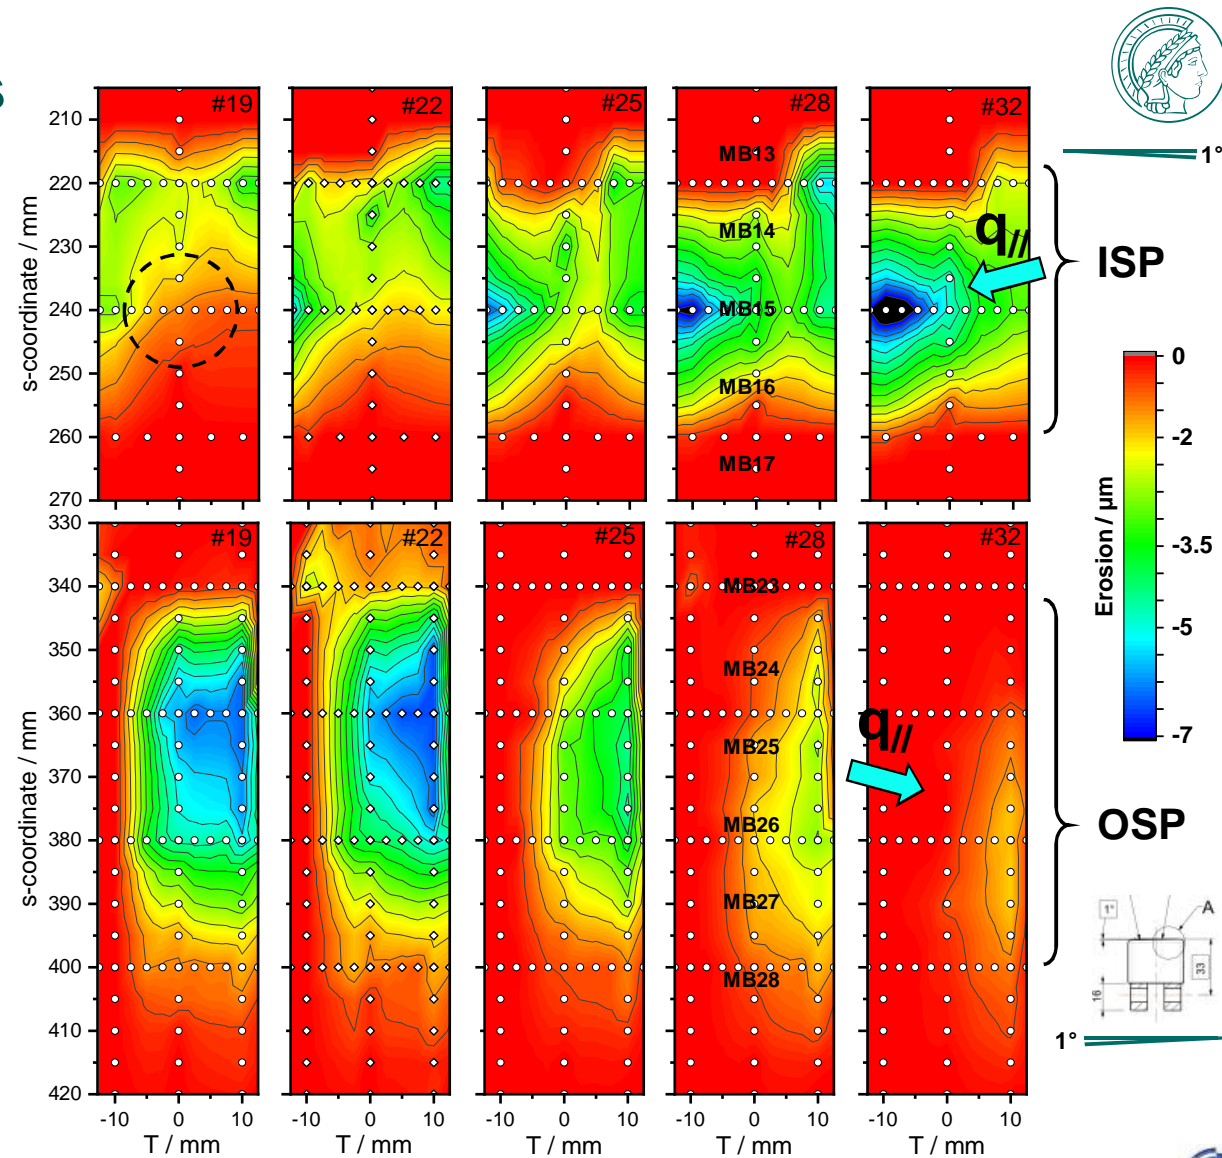 S
#19 #22 #25 #28 #32
1°
s-coordinate / mm
210
220
230
240
250
260
270
MB13
MB14
MB15
MB16
MB17
q//
ISP
0
-2
-3.5
-5
-7
Erosion / µm
#19 #22 #25 #28 #32
s-coordinate / mm
330
340
350
360
370
380
390
400
410
420
MB23
MB24
MB25
MB26
MB27
MB28
q//
OSP
1°
A
33
16
1°
-10 0 10 -10 0 10 -10 0 10 -10 0 10 -10 0 10
T / mm T / mm T / mm T / mm T / mm